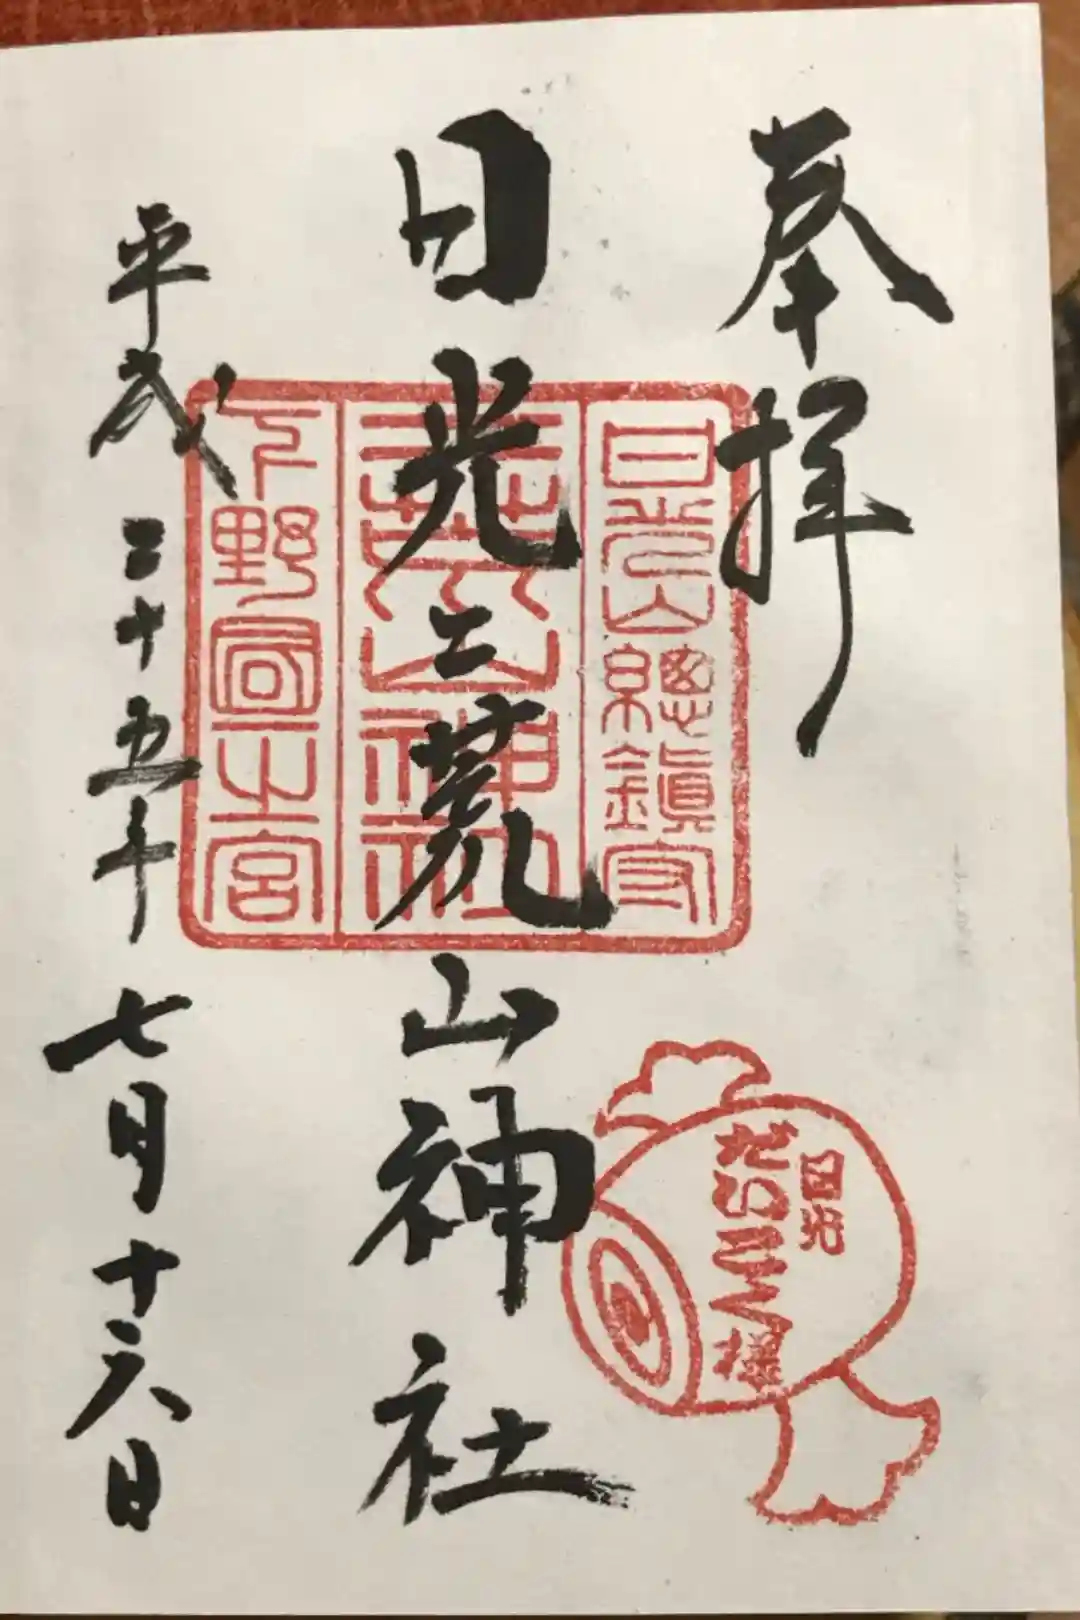 奉拝
日光二荒山神社
平成二十五年七月十六日
日光山總鎮守
二荒山神社
下野国一之宮
日光
だいこく様